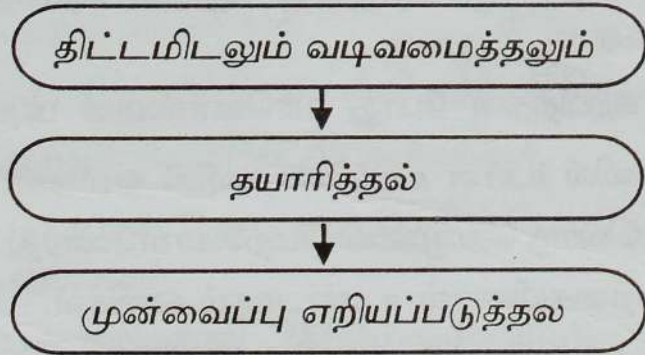 திட்டமிடலும் வடிவமைத்தலும்
தயாரித்தல்
முன்வைப்பு எறியப்படுத்தல